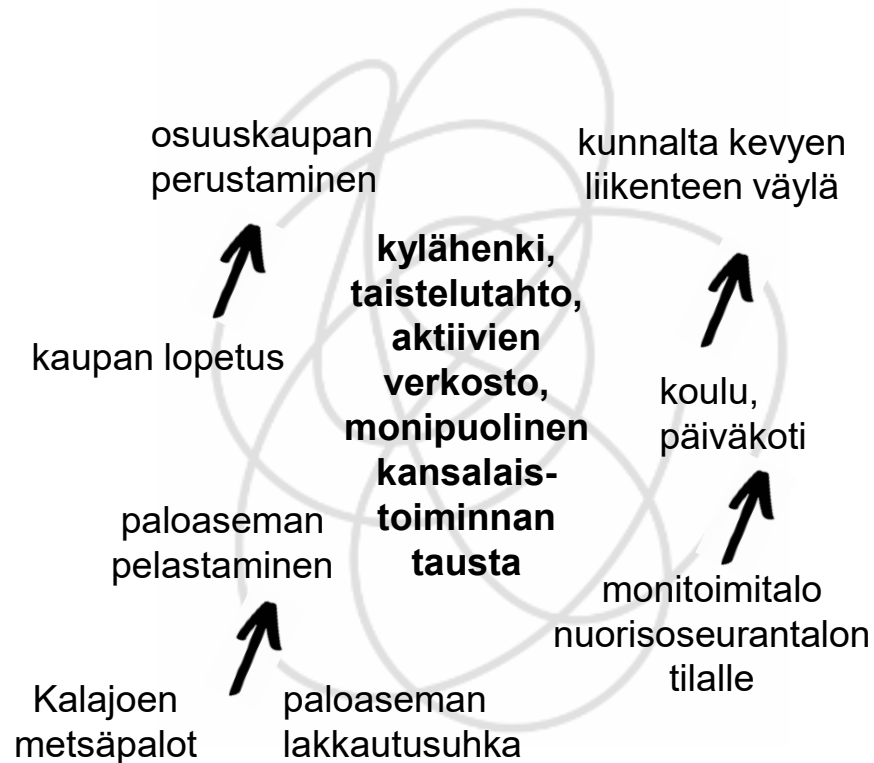 osuuskaupan
perustaminen
kaupan lopetus
kunnalta kevyen
liikenteen väylä
kylähenki,
taistelutahto,
aktiivien
verkosto,
monipuolinen
kansalais-
toiminnan
tausta
koulu,
päiväkoti
paloaseman
pelastaminen
monitoimitalo
nuorisoseurantalon
tilalle
Kalajoen
metsäpalot
paloaseman
lakkautusuhka